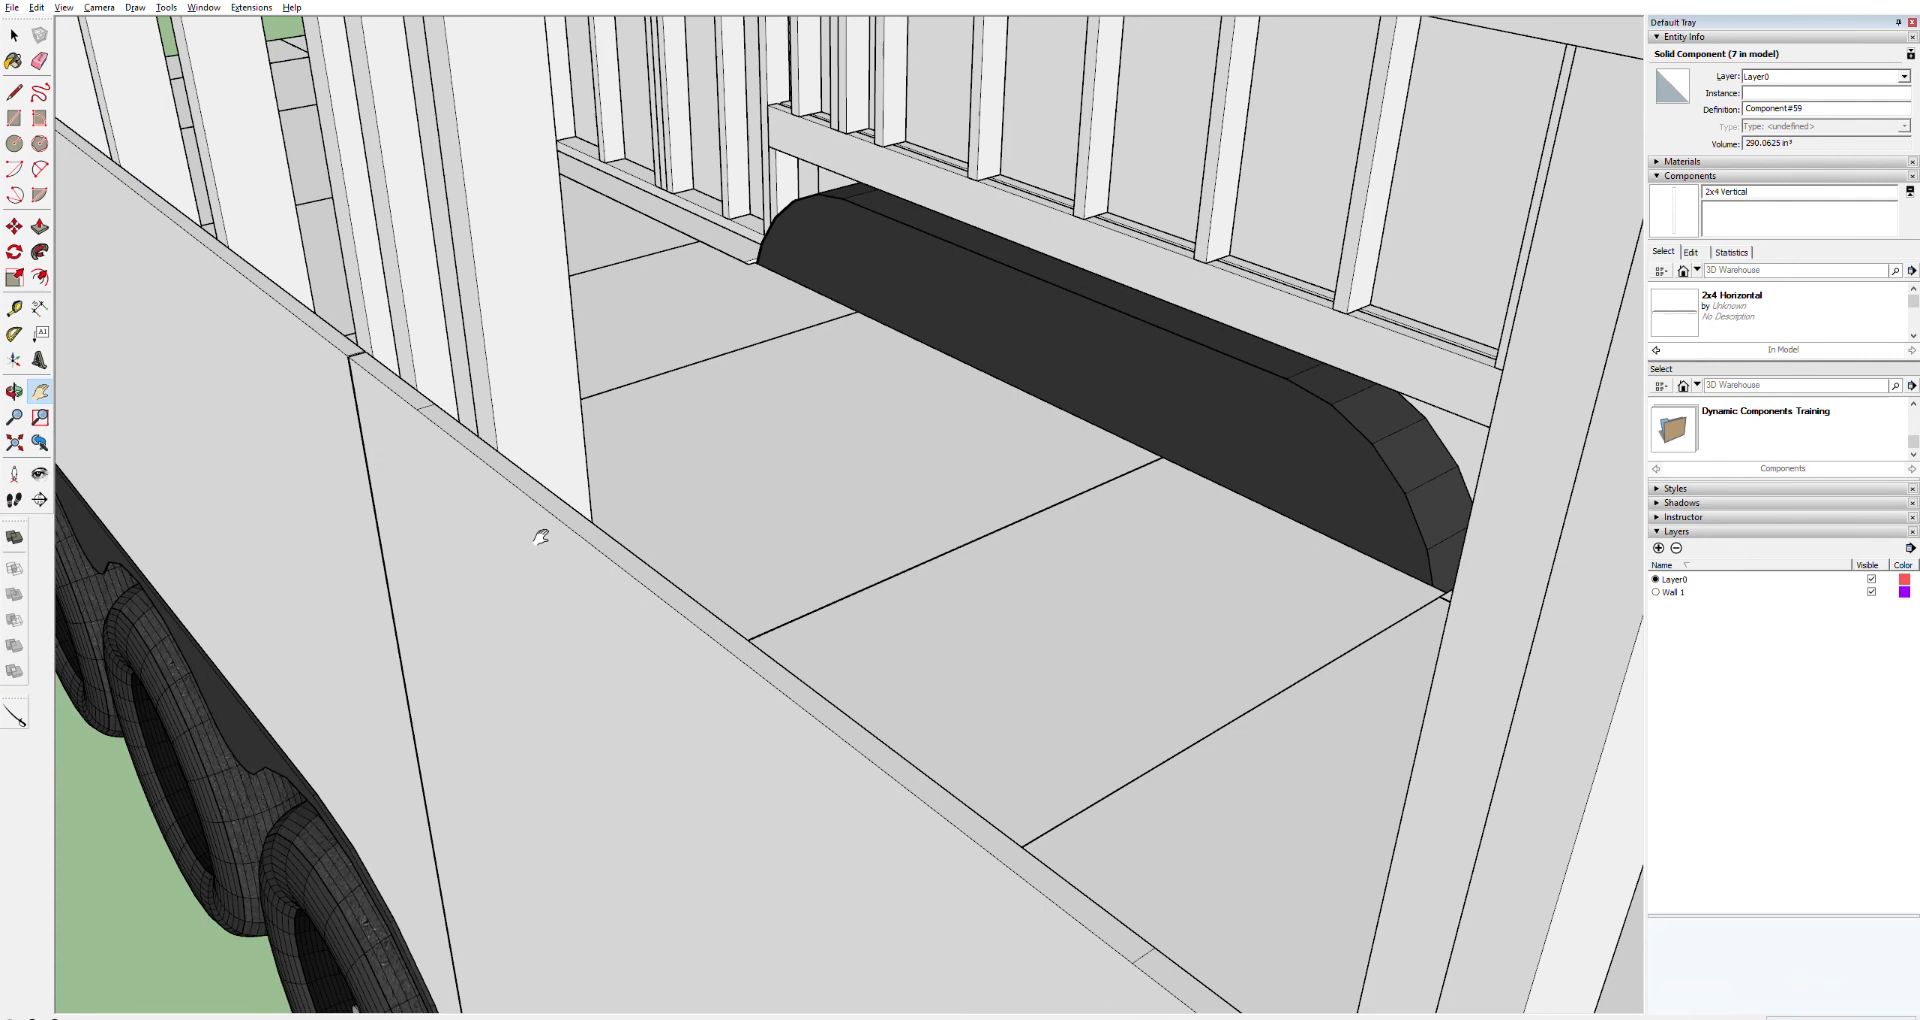 File Edit View Camera Draw Tools Window Extensions Help
Default Tray
Entity Info
Solid Component (7 in model)
Layer: Layer0
Instance:
Definition: Component#59
Type: Type: <undefined>
Volume: 290.0625 in³
Materials
Components
2x4 Vertical
Select Edit Statistics
3D Warehouse
2x4 Horizontal
by Unknown
No Description
In Model
Select
3D Warehouse
Dynamic Components Training
Components
Styles
Shadows
Instructor
Layers
Name Visible Color
Layer0
Wall 1